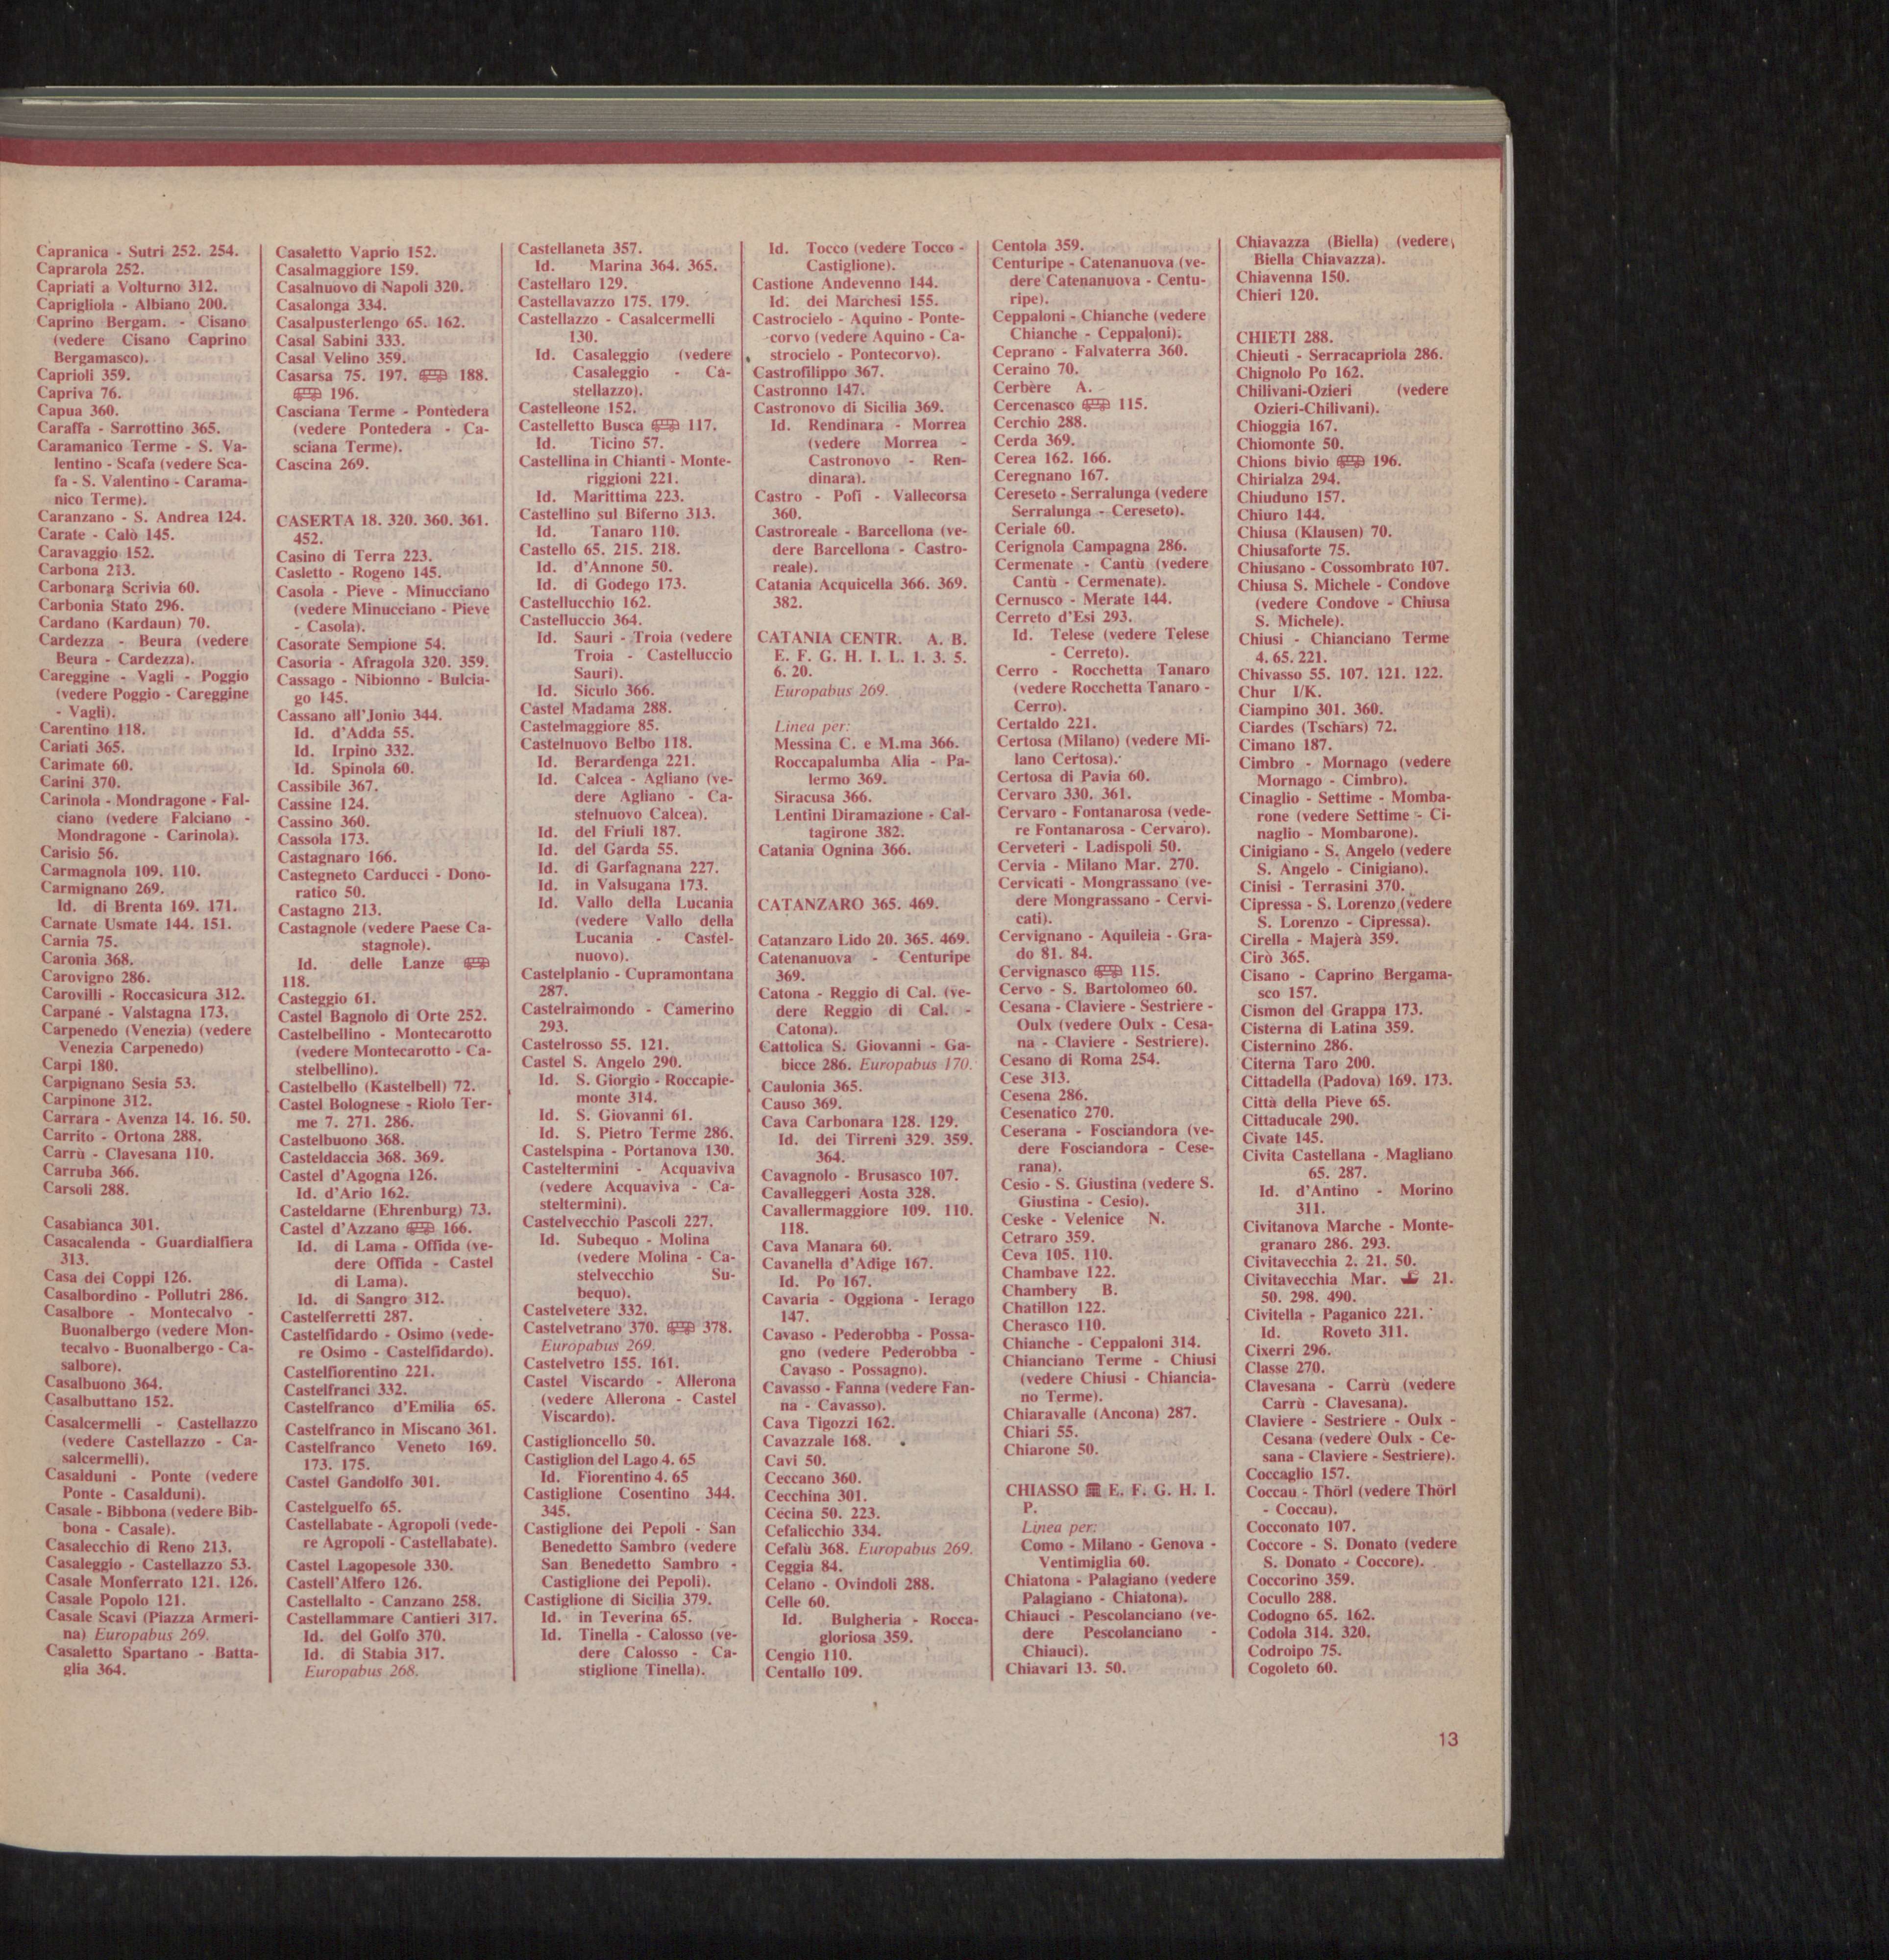 Capranica - Sutri 252. 254.
Caprarola 252.
Capriati a Volturno 312.
Caprigliola - Albiano 200.
Caprino Bergam. - Cisano
(vedere Cisano Caprino
Bergamasco).
Caprioli 359.
Capriva 76.
Capua 360.
Caraffa - Sarrottino 365.
Caramanico Terme - S. Va-
lentino - Scafa (vedere Sca-
fa - S. Valentino - Carama-
nico Terme).
Caranzano - S. Andrea 124.
Carate - Calò 145.
Caravaggio 152.
Carbona 213.
Carbonara Scrivia 60.
Carbonia Stato 296.
Cardano (Kardaun) 70.
Cardezza - Beura (vedere
Beura - Cardezza).
Careggine - Vagli - Poggio
(vedere Poggio - Careggine
- Vagli).
Carentino 118.
Cariati 365.
Carimate 60.
Carini 370.
Carinola - Mondragone - Fal-
ciano (vedere Falciano -
Mondragone - Carinola).
Carisio 56.
Carmagnola 109. 110.
Carmignano 269.
Id. di Brenta 169. 171.
Carnate Usmate 144. 151.
Carnia 75.
Caronia 368.
Carovigno 286.
Carovilli - Roccasicura 312.
Carpané - Valstagna 173.
Carpenedo (Venezia) (vedere
Venezia Carpenedo)
Carpi 180.
Carpignano Sesia 53.
Carpinone 312.
Carrara - Avenza 14. 16. 50.
Carrito - Ortona 288.
Carrù - Clavesana 110.
Carruba 366.
Carsoli 288.
Casabianca 301.
Casacalenda - Guardialfiera
313.
Casa dei Coppi 126.
Casalbordino - Pollutri 286.
Casalbore - Montecalvo -
Buonalbergo (vedere Mon-
tecalvo - Buonalbergo - Ca-
salbore).
Casalbuono 364.
Casalbuttano 152.
Casalcermelli - Castellazzo
(vedere Castellazzo - Ca-
salcermelli).
Casalduni - Ponte (vedere
Ponte - Casalduni).
Casale - Bibbona (vedere Bib-
bona - Casale).
Casalecchio di Reno 213.
Casaleggio - Castellazzo 53.
Casale Monferrato 121. 126.
Casale Popolo 121.
Casale Scavi (Piazza Armeri-
na) Europabus 269.
Casaletto Spartano - Batta-
glia 364.
Casaletto Vaprio 152.
Casalmaggiore 159.
Casalnuovo di Napoli 320.
Casalonga 334.
Casalpusterlengo 65. 162.
Casal Sabini 333.
Casal Velino 359.
Casarsa 75. 197. 188.
196.
Casciana Terme - Pontedera
(vedere Pontedera - Ca-
sciana Terme).
Cascina 269.
CASERTA 18. 320. 360. 361.
452.
Casino di Terra 223.
Casletto - Rogeno 145.
Casola - Pieve - Minucciano
(vedere Minucciano - Pieve
- Casola).
Casorate Sempione 54.
Casoria - Afragola 320. 359.
Cassago - Nibionno - Bulcia-
go 145.
Cassano all'Jonio 344.
Id. d'Adda 55.
Id. Irpino 332.
Id. Spinola 60.
Cassibile 367.
Cassine 124.
Cassino 360.
Cassola 173.
Castagnaro 166.
Castegneto Carducci - Dono-
ratico 50.
Castagno 213.
Castagnole (vedere Paese Ca-
stagnole).
Id. delle Lanze
118.
Casteggio 61.
Castel Bagnolo di Orte 252.
Castelbellino - Montecarotto
(vedere Montecarotto - Ca-
stelbellino).
Castelbello (Kastelbell) 72.
Castel Bolognese - Riolo Ter-
me 7. 271. 286.
Castelbuono 368.
Casteldaccia 368. 369.
Castel d'Agogna 126.
Id. d'Ario 162.
Casteldarne (Ehrenburg) 73.
Castel d'Azzano 166.
Id. di Lama - Offida (ve-
dere Offida - Castel
di Lama).
Id. di Sangro 312.
Castelferretti 287.
Castelfidardo - Osimo (vede-
re Osimo - Castelfidardo).
Castelfiorentino 221.
Castelfranci 332.
Castelfranco d'Emilia 65.
Castelfranco in Miscano 361.
Castelfranco Veneto 169.
173. 175.
Castel Gandolfo 301.
Castelguelfo 65.
Castellabate - Agropoli (vede-
re Agropoli - Castellabate).
Castel Lagopesole 330.
Castell'Alfero 126.
Castellalto - Canzano 258.
Castellammare Cantieri 317.
Id. del Golfo 370.
Id. di Stabia 317.
Europabus 268.
Castellaneta 357.
Id. Marina 364. 365.
Castellaro 129.
Castellavazzo 175. 179.
Castellazzo - Casalcermelli
130.
Id. Casaleggio (vedere
Casaleggio - Ca-
stellazzo).
Castelleone 152.
Castelletto Busca 117.
Id. Ticino 57.
Castellina in Chianti - Monte-
riggioni 221.
Id. Marittima 223.
Castellino sul Biferno 313.
Id. Tanaro 110.
Castello 65. 215. 218.
Id. d'Annone 50.
Id. di Godego 173.
Castellucchio 162.
Castelluccio 364.
Id. Sauri - Troia (vedere
Troia - Castelluccio
Sauri).
Id. Siculo 366.
Castel Madama 288.
Castelmaggiore 85.
Castelnuovo Belbo 118.
Id. Berardenga 221.
Id. Calcea - Agliano (ve-
dere Agliano - Ca-
stelnuovo Calcea).
Id. del Friuli 187.
Id. del Garda 55.
Id. di Garfagnana 227.
Id. in Valsugana 173.
Id. Vallo della Lucania
(vedere Vallo della
Lucania - Castel-
nuovo).
Castelplanio - Cupramontana
287.
Castelraimondo - Camerino
293.
Castelrosso 55. 121.
Castel S. Angelo 290.
Id. S. Giorgio - Roccapie-
monte 314.
Id. S. Giovanni 61.
Id. S. Pietro Terme 286.
Castelspina - Portanova 130.
Casteltermini - Acquaviva
(vedere Acquaviva - Ca-
steltermini).
Castelvecchio Pascoli 227.
Id. Subequo - Molina
(vedere Molina - Ca-
stelvecchio Su-
bequo).
Castelvetere 332.
Castelvetrano 370. 378.
Europabus 269.
Castelvetro 155. 161.
Castel Viscardo - Allerona
(vedere Allerona - Castel
Viscardo).
Castiglioncello 50.
Castiglion del Lago 4. 65
Id. Fiorentino 4. 65
Castiglione Cosentino 344.
345.
Castiglione dei Pepoli - San
Benedetto Sambro (vedere
San Benedetto Sambro -
Castiglione dei Pepoli).
Castiglione di Sicilia 379.
Id. in Teverina 65.
Id. Tinella - Calosso (ve-
dere Calosso - Ca-
stiglione Tinella).
Id. Tocco (vedere Tocco -
Castiglione).
Castione Andevenno 144.
Id. dei Marchesi 155.
Castrocielo - Aquino - Ponte-
corvo (vedere Aquino - Ca-
strocielo - Pontecorvo).
Castrofilippo 367.
Castronno 147.
Castronovo di Sicilia 369.
Id. Rendinara - Morrea
(vedere Morrea -
Castronovo - Ren-
dinara).
Castro - Pofi - Vallecorsa
360.
Castroreale - Barcellona (ve-
dere Barcellona - Castro-
reale).
Catania Acquicella 366. 369.
382.
CATANIA CENTR. A. B.
E. F. G. H. I. L. 1. 3. 5.
6. 20.
Europabus 269.
Linea per:
Messina C. e M.ma 366.
Roccapalumba Alia - Pa-
lermo 369.
Siracusa 366.
Lentini Diramazione - Cal-
tagirone 382.
Catania Ognina 366.
CATANZARO 365. 469.
Catanzaro Lido 20. 365. 469.
Catenanuova - Centuripe
369.
Catona - Reggio di Cal. (ve-
dere Reggio di Cal. -
Catona).
Cattolica S. Giovanni - Ga-
bicce 286. Europabus 170.
Caulonia 365.
Causo 369.
Cava Carbonara 128. 129.
Id. dei Tirreni 329. 359.
364.
Cavagnolo - Brusasco 107.
Cavalleggeri Aosta 328.
Cavallermaggiore 109. 110.
118.
Cava Manara 60.
Cavanella d'Adige 167.
Id. Po 167.
Cavaria - Oggiona - Ierago
147.
Cavaso - Pederobba - Possa-
gno (vedere Pederobba -
Cavaso - Possagno).
Cavasso - Fanna (vedere Fan-
na - Cavasso).
Cava Tigozzi 162.
Cavazzale 168.
Cavi 50.
Ceccano 360.
Cecchina 301.
Cecina 50. 223.
Cefalicchio 334.
Cefalù 368. Europabus 269.
Ceggia 84.
Celano - Ovindoli 288.
Celle 60.
Id. Bulgheria - Rocca-
gloriosa 359.
Cengio 110.
Centallo 109.
Centola 359.
Centuripe - Catenanuova (ve-
dere Catenanuova - Centu-
ripe).
Ceppaloni - Chianche (vedere
Chianche - Ceppaloni).
Ceprano - Falvaterra 360.
Ceraino 70.
Cerbère A.
Cercenasco 115.
Cerchio 288.
Cerda 369.
Cerea 162. 166.
Ceregnano 167.
Cereseto - Serralunga (vedere
Serralunga - Cereseto).
Ceriale 60.
Cerignola Campagna 286.
Cermenate - Cantù (vedere
Cantù - Cermenate).
Cernusco - Merate 144.
Cerreto d'Esi 293.
Id. Telese (vedere Telese
- Cerreto).
Cerro - Rocchetta Tanaro
(vedere Rocchetta Tanaro -
Cerro).
Certaldo 221.
Certosa (Milano) (vedere Mi-
lano Certosa).
Certosa di Pavia 60.
Cervaro 330. 361.
Cervaro - Fontanarosa (vede-
re Fontanarosa - Cervaro).
Cerveteri - Ladispoli 50.
Cervia - Milano Mar. 270.
Cervicati - Mongrassano (ve-
dere Mongrassano - Cervi-
cati).
Cervignano - Aquileia - Gra-
do 81. 84.
Cervignasco 115.
Cervo - S. Bartolomeo 60.
Cesana - Claviere - Sestriere -
Oulx (vedere Oulx - Cesa-
na - Claviere - Sestriere).
Cesano di Roma 254.
Cese 313.
Cesena 286.
Cesenatico 270.
Ceserana - Fosciandora (ve-
dere Fosciandora - Cese-
rana).
Cesio - S. Giustina (vedere S.
Giustina - Cesio).
Ceske - Velenice N.
Cetraro 359.
Ceva 105. 110.
Chambave 122.
Chambery B.
Chatillon 122.
Cherasco 110.
Chianche - Ceppaloni 314.
Chianciano Terme - Chiusi
(vedere Chiusi - Chiancia-
no Terme).
Chiaravalle (Ancona) 287.
Chiari 55.
Chiarone 50.
CHIASSO E. F. G. H. I.
P.
Linea per:
Como - Milano - Genova -
Ventimiglia 60.
Chiatona - Palagiano (vedere
Palagiano - Chiatona).
Chiauci - Pescolanciano (ve-
dere Pescolanciano -
Chiauci).
Chiavari 13. 50.
Chiavazza (Biella) (vedere
Biella Chiavazza).
Chiavenna 150.
Chieri 120.
CHIETI 288.
Chieuti - Serracapriola 286.
Chignolo Po 162.
Chilivani-Ozieri (vedere
Ozieri-Chilivani).
Chioggia 167.
Chiomonte 50.
Chions bivio 196.
Chirialza 294.
Chiuduno 157.
Chiuro 144.
Chiusa (Klausen) 70.
Chiusaforte 75.
Chiusano - Cossombrato 107.
Chiusa S. Michele - Condove
(vedere Condove - Chiusa
S. Michele).
Chiusi - Chianciano Terme
4. 65. 221.
Chivasso 55. 107. 121. 122.
Chur I/K.
Ciampino 301. 360.
Ciardes (Tschars) 72.
Cimano 187.
Cimbro - Mornago (vedere
Mornago - Cimbro).
Cinaglio - Settime - Momba-
rone (vedere Settime - Ci-
naglio - Mombarone).
Cinigiano - S. Angelo (vedere
S. Angelo - Cinigiano).
Cinisi - Terrasini 370.
Cipressa - S. Lorenzo (vedere
S. Lorenzo - Cipressa).
Cirella - Majerà 359.
Cirò 365.
Cisano - Caprino Bergama-
sco 157.
Cismon del Grappa 173.
Cisterna di Latina 359.
Cisternino 286.
Citerna Taro 200.
Cittadella (Padova) 169. 173.
Città della Pieve 65.
Cittaducale 290.
Civate 145.
Civita Castellana - Magliano
65. 287.
Id. d'Antino - Morino
311.
Civitanova Marche - Monte-
granaro 286. 293.
Civitavecchia 2. 21. 50.
Civitavecchia Mar. 21.
50. 298. 490.
Civitella - Paganico 221.
Id. Roveto 311.
Cixerri 296.
Classe 270.
Clavesana - Carrù (vedere
Carrù - Clavesana).
Claviere - Sestriere - Oulx -
Cesana (vedere Oulx - Ce-
sana - Claviere - Sestriere).
Coccaglio 157.
Coccau - Thörl (vedere Thörl
- Coccau).
Cocconato 107.
Coccore - S. Donato (vedere
S. Donato - Coccore).
Coccorino 359.
Cocullo 288.
Codogno 65. 162.
Codola 314. 320.
Codroipo 75.
Cogoleto 60.
13